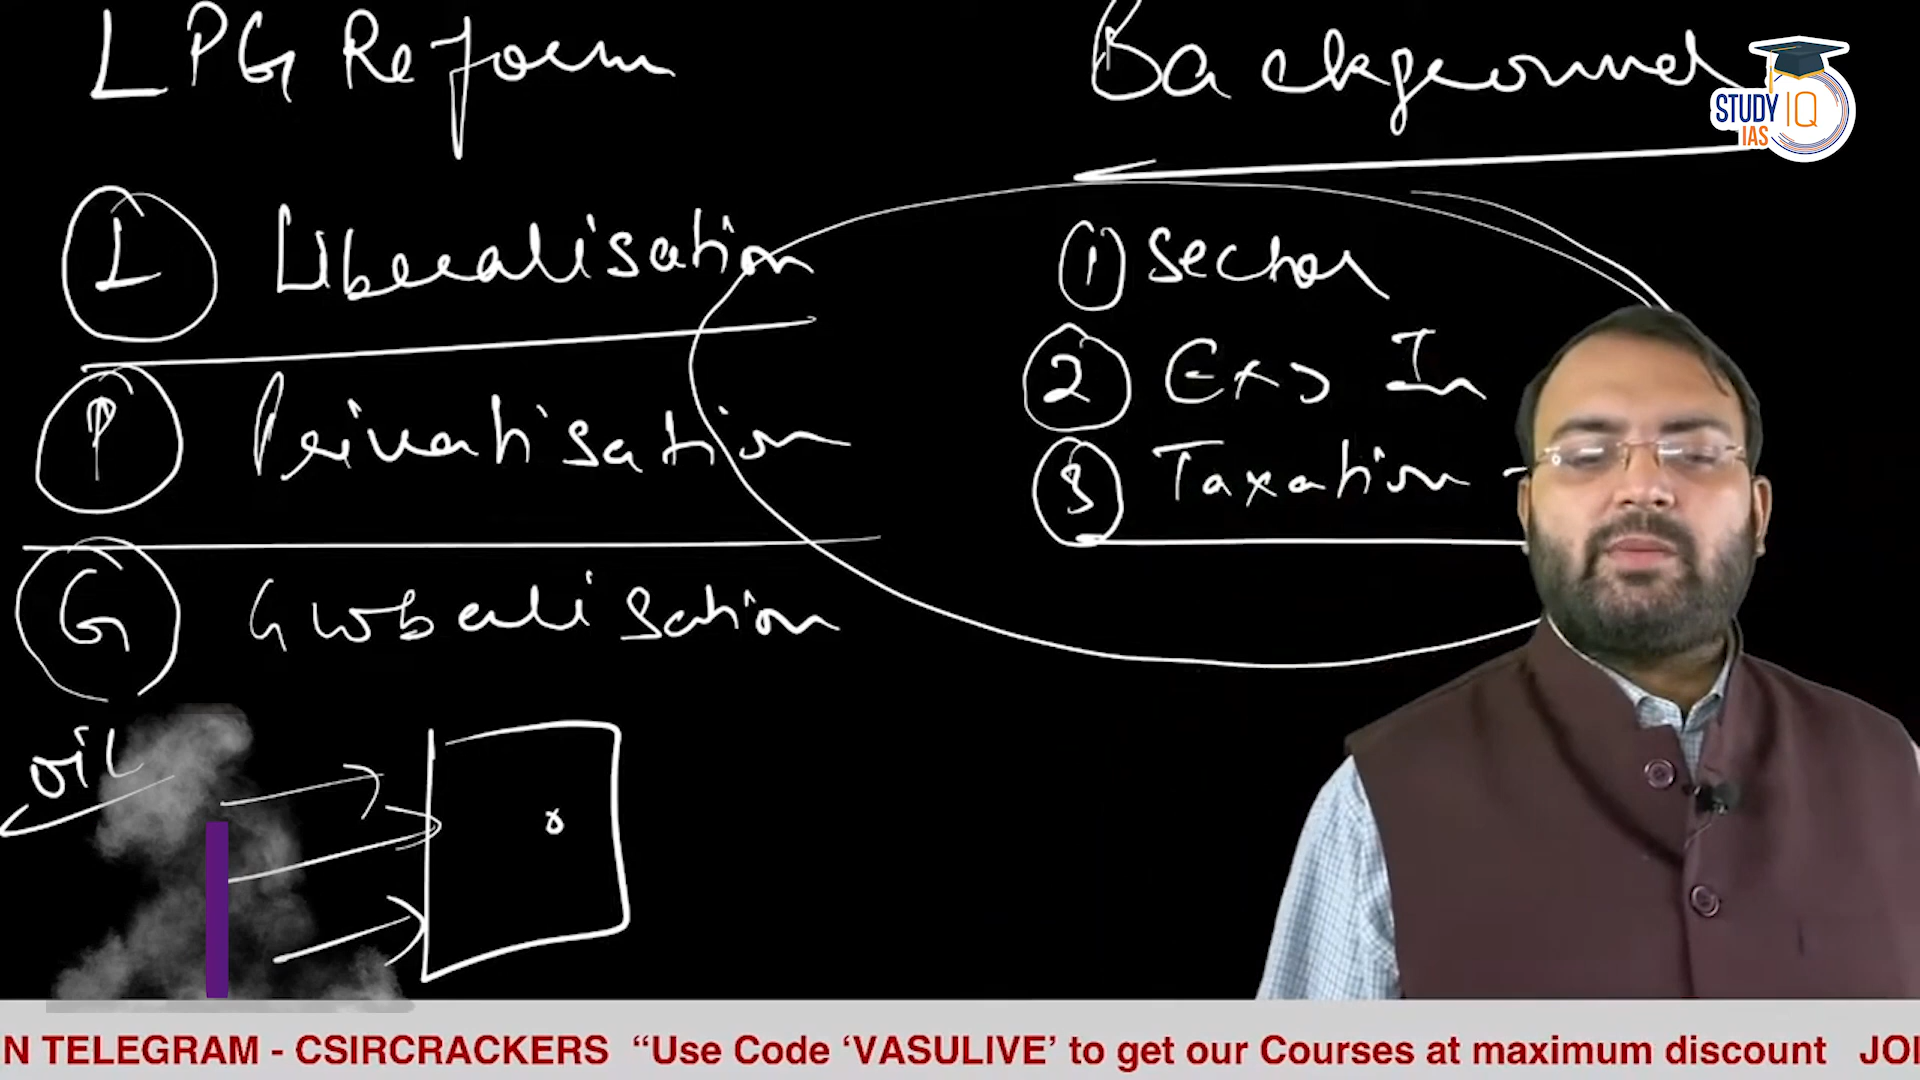 LPG Reform
Background
STUDY IQ
IAS
L Liberalisation
P Privatisation
G Globalisation
1 Sector
2 Ex In
3 Taxation -
oil
N TELEGRAM - CSIRCRACKERS “Use Code ‘VASULIVE’ to get our Courses at maximum discount JOI